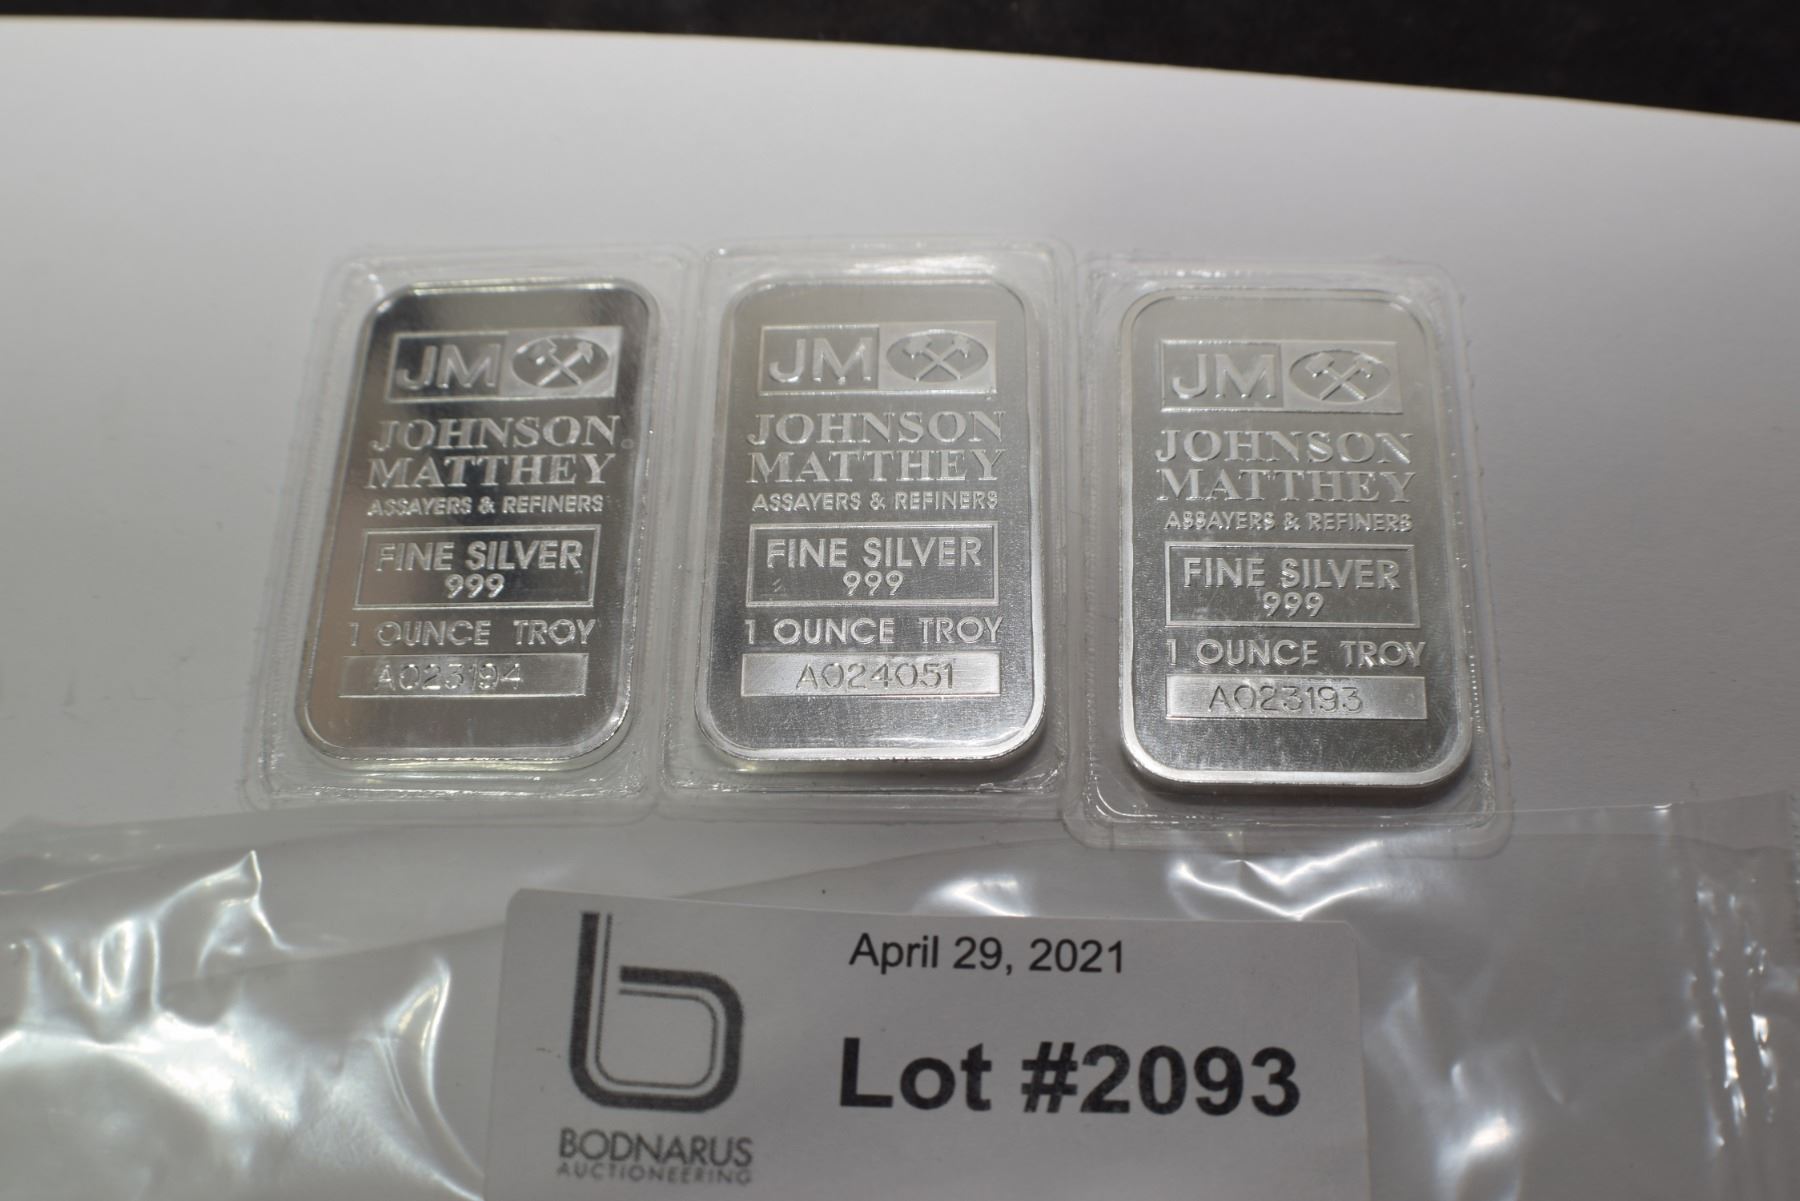 JM
JOHNSON
MATTHEY
ASSAYERS & REFINERS
FINE SILVER
999
1 OUNCE TROY
A023194
JM
JOHNSON
MATTHEY
ASSAYERS & REFINERS
FINE SILVER
999
1 OUNCE TROY
A024051
JM
JOHNSON
MATTHEY
ASSAYERS & REFINERS
FINE SILVER
999
1 OUNCE TROY
A023193
b
BODNARUS
AUCTIONEERING
April 29, 2021
Lot #2093